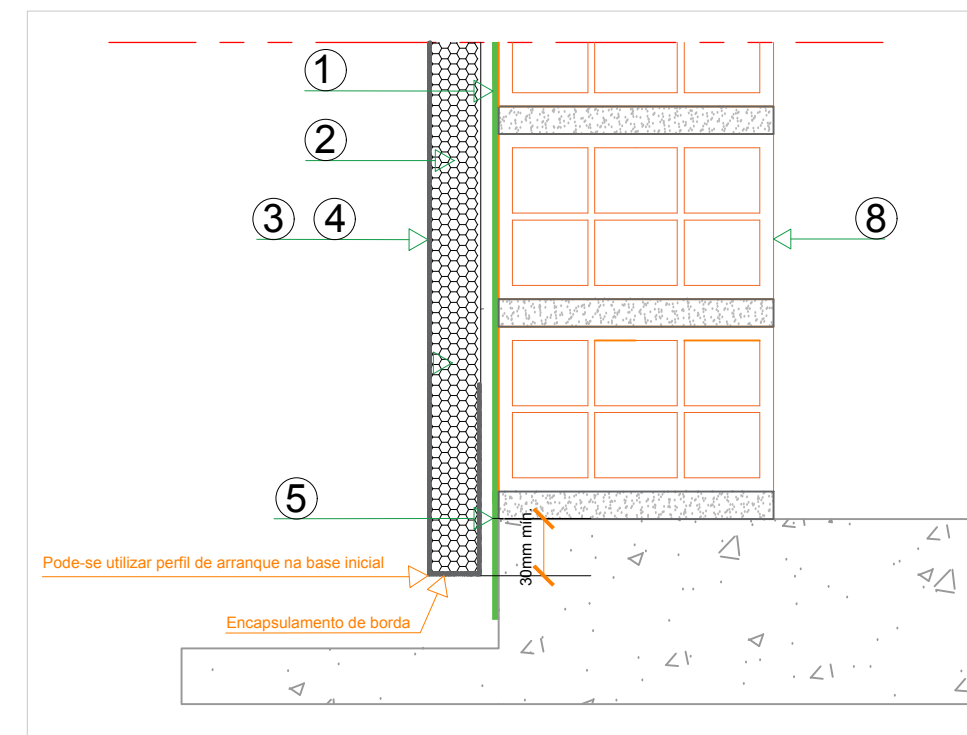 1
2
3 4
8
5
30mm mín.
Pode-se utilizar perfil de arranque na base inicial
Encapsulamento de borda